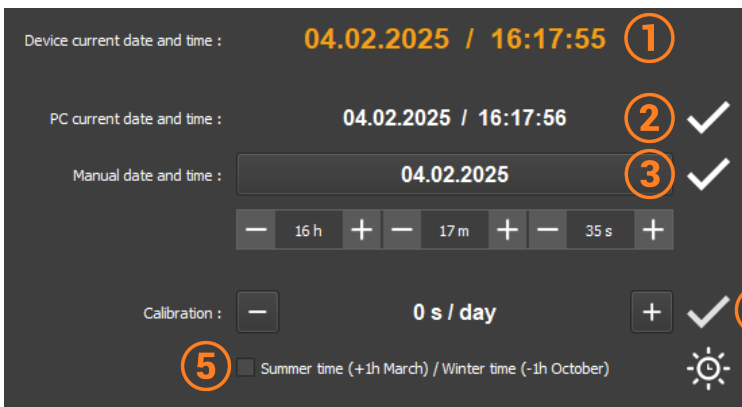 Device current date and time : 04.02.2025 / 16:17:55 1
PC current date and time : 04.02.2025 / 16:17:56 2
Manual date and time : 04.02.2025 3
16 h 17 m 35 s
Calibration : 0 s / day
5 Summer time (+1h March) / Winter time (-1h October)